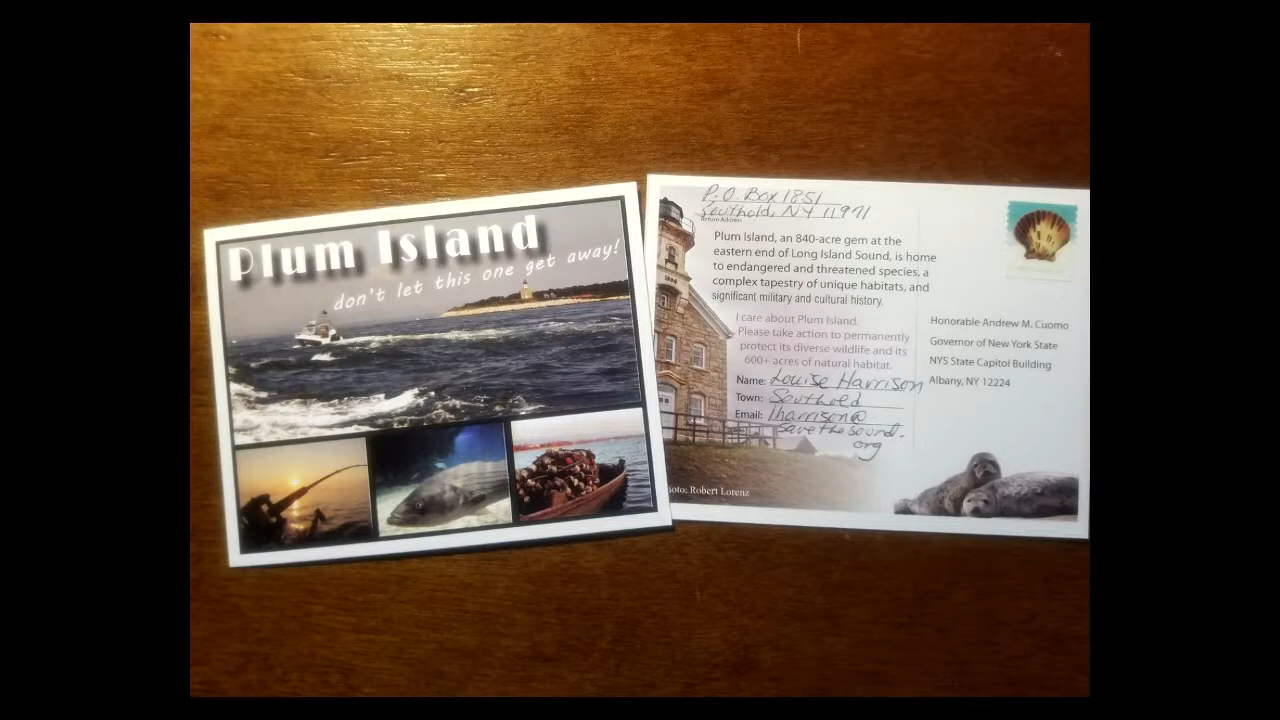 Plum Island
don't let this one get away!
P.O. Box 1851
Southold, NY 11971
Return Address
Plum Island, an 840-acre gem at the
eastern end of Long Island Sound, is home
to endangered and threatened species, a
complex tapestry of unique habitats, and
significant military and cultural history.
I care about Plum Island.
Please take action to permanently
protect its diverse wildlife and its
600+ acres of natural habitat.
Name: Louise Harrison
Town: Southold
Email: lharrison@
savethesound.
org
Honorable Andrew M. Cuomo
Governor of New York State
NYS State Capitol Building
Albany, NY 12224
Photo: Robert Lorenz